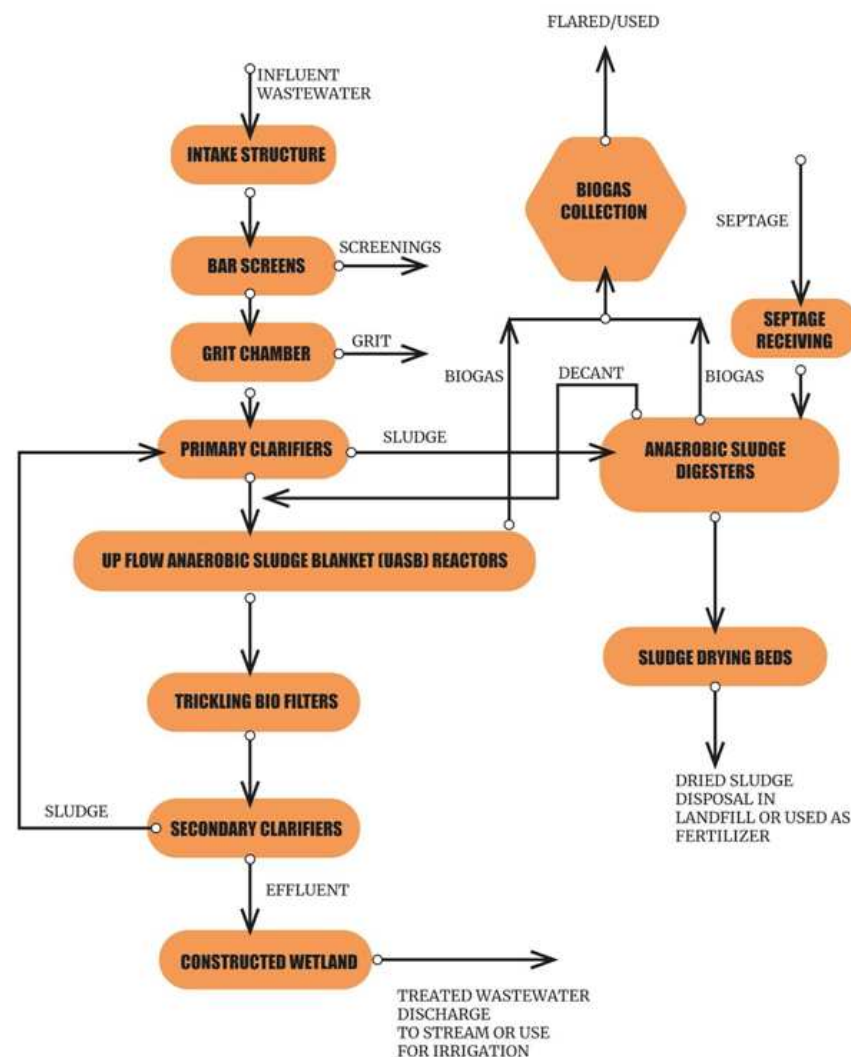 FLARED/USED
INFLUENT
WASTEWATER
INTAKE STRUCTURE
BIOGAS
COLLECTION
SEPTAGE
BAR SCREENS
SCREENINGS
SEPTAGE
RECEIVING
GRIT CHAMBER
GRIT
BIOGAS
DECANT
BIOGAS
PRIMARY CLARIFIERS
SLUDGE
ANAEROBIC SLUDGE
DIGESTERS
UP FLOW ANAEROBIC SLUDGE BLANKET (UASB) REACTORS
SLUDGE DRYING BEDS
TRICKLING BIO FILTERS
DRIED SLUDGE
DISPOSAL IN
LANDFILL OR USED AS
FERTILIZER
SLUDGE
SECONDARY CLARIFIERS
EFFLUENT
CONSTRUCTED WETLAND
TREATED WASTEWATER
DISCHARGE
TO STREAM OR USE
FOR IRRIGATION